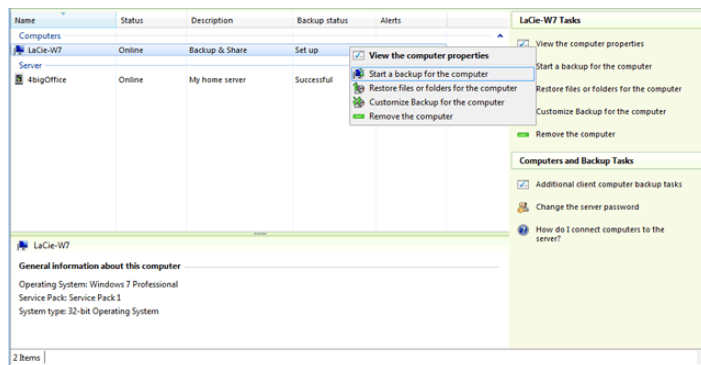 Name Status Description Backup status Alerts
Computers
LaCie-W7 Online Backup & Share Set up
Server
4bigOffice Online My home server Successful
View the computer properties
Start a backup for the computer
Restore files or folders for the computer
Customize Backup for the computer
Remove the computer
LaCie-W7
General information about this computer
Operating System: Windows 7 Professional
Service Pack: Service Pack 1
System type: 32-bit Operating System
2 Items
LaCie-W7 Tasks
View the computer properties
Start a backup for the computer
Restore files or folders for the computer
Customize Backup for the computer
Remove the computer
Computers and Backup Tasks
Additional client computer backup tasks
Change the server password
How do I connect computers to the
server?